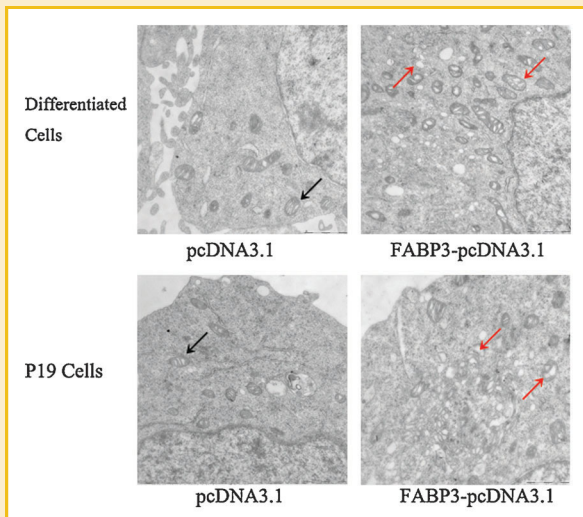 Differentiated
Cells
pcDNA3.1
FABP3-pcDNA3.1
P19 Cells
pcDNA3.1
FABP3-pcDNA3.1